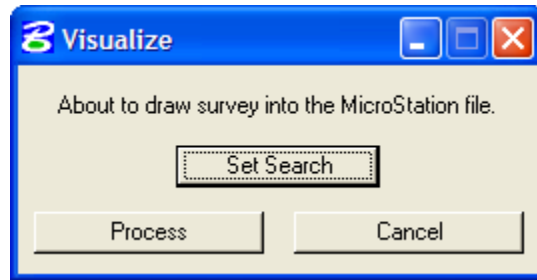 Visualize
About to draw survey into the MicroStation file.
Set Search
Process Cancel